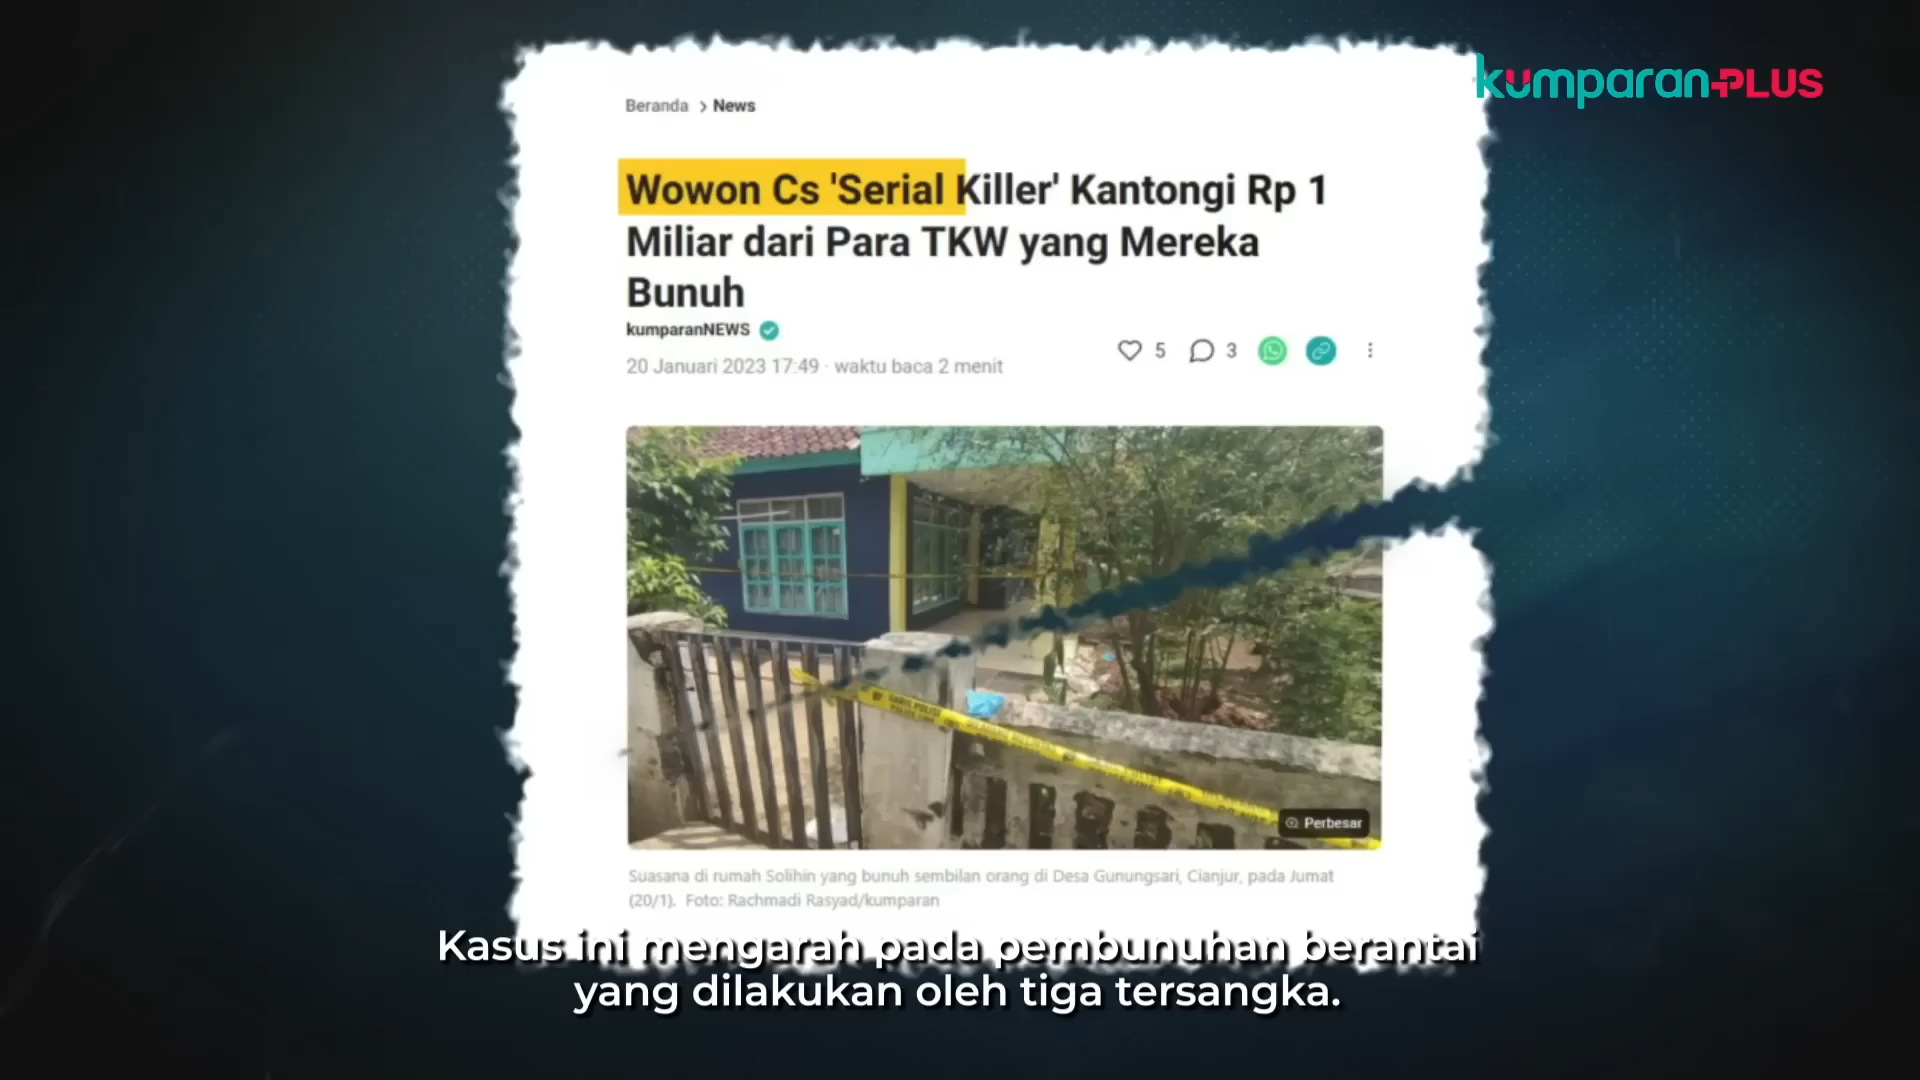 kumparanPLUS
Beranda > News
Wowon Cs 'Serial Killer' Kantongi Rp 1
Miliar dari Para TKW yang Mereka
Bunuh
kumparanNEWS
20 Januari 2023 17:49 · waktu baca 2 menit
5 3
GARIS POLISI
Perbesar
Suasana di rumah Solihin yang bunuh sembilan orang di Desa Gunungsari, Cianjur, pada Jumat
(20/1). Foto: Rachmadi Rasyad/kumparan
Kasus ini mengarah pada pembunuhan berantai
yang dilakukan oleh tiga tersangka.